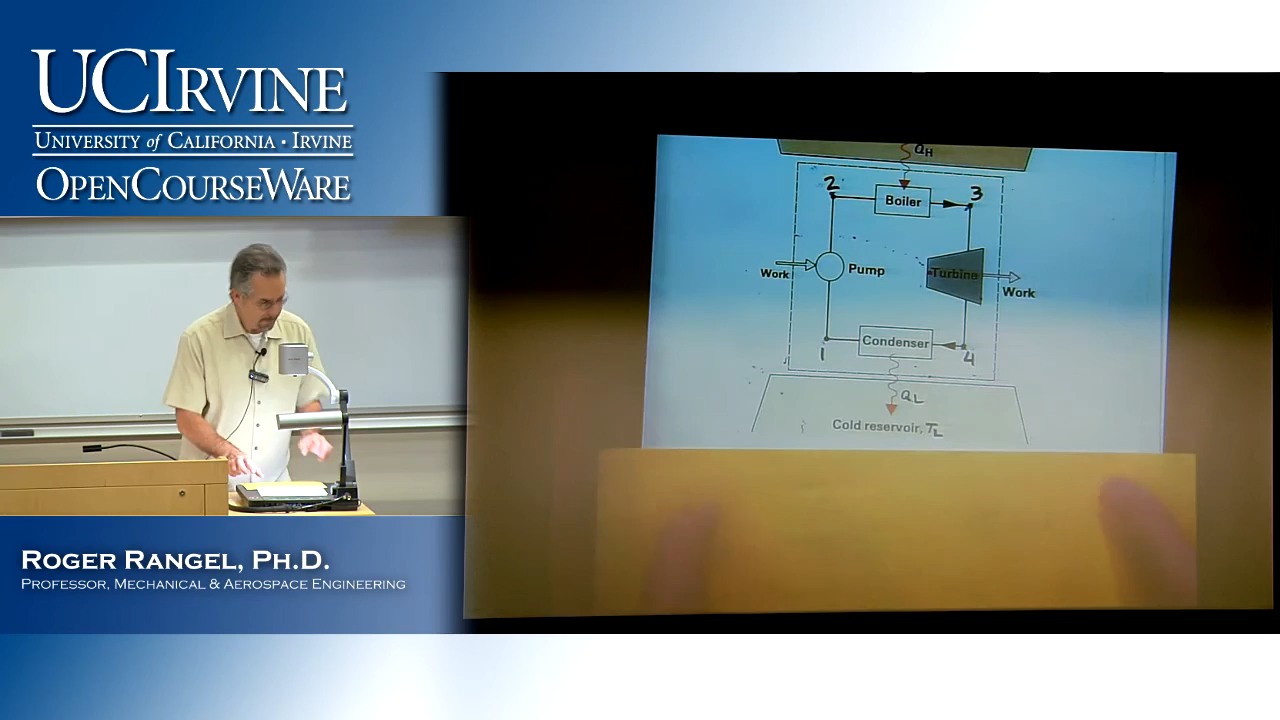 UCIRVINE
UNIVERSITY of CALIFORNIA · IRVINE
OPENCOURSEWARE
QH
2
3
Boiler
Work
Pump
Turbine
Work
1
Condenser
4
QL
Cold reservoir, TL
ROGER RANGEL, PH.D.
PROFESSOR, MECHANICAL & AEROSPACE ENGINEERING